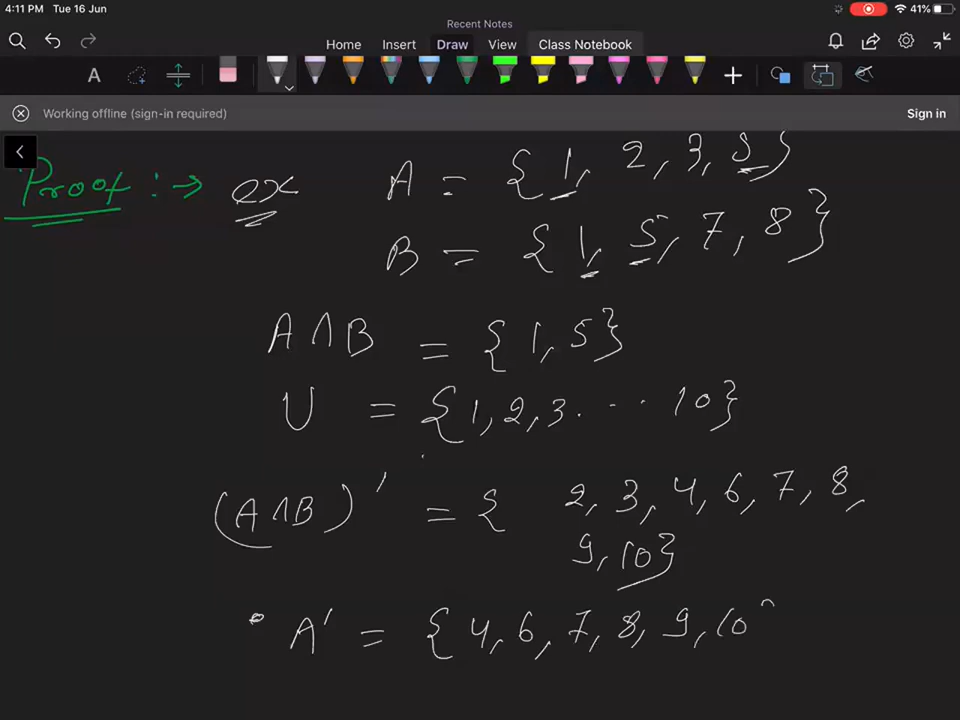 4:11 PM Tue 16 Jun
Recent Notes
41%
Home Insert Draw View Class Notebook
A
Working offline (sign-in required) Sign in
Proof :→ ex A = {1, 2, 3, 5}
B = {1, 5, 7, 8}
A∩B = {1, 5}
U = {1, 2, 3. ... 10}
(A∩B)' = { 2, 3, 4, 6, 7, 8,
9, 10}
A' = {4, 6, 7, 8, 9, 10